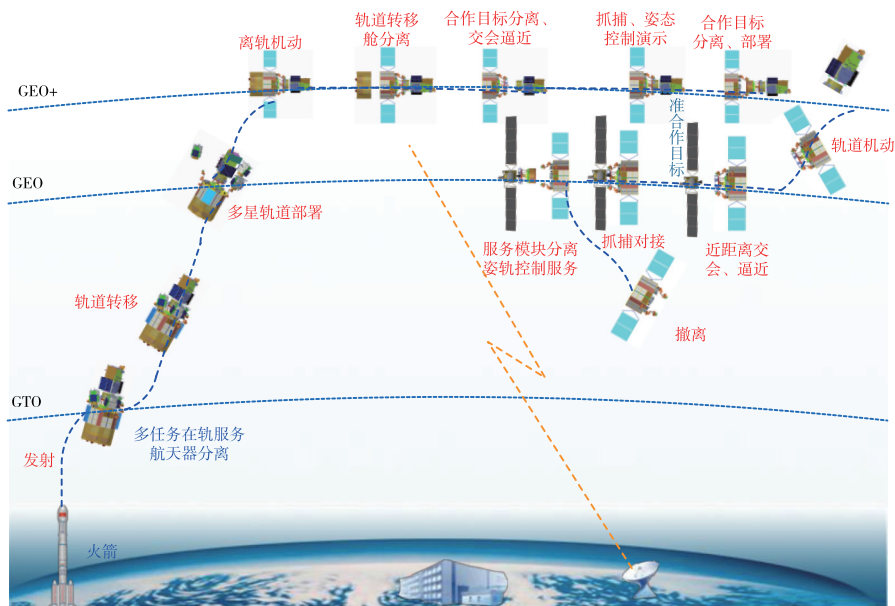 离轨机动
轨道转移
舱分离
合作目标分离、
交会逼近
抓捕、姿态
控制演示
合作目标
分离、部署
GEO+
准合作目标
轨道机动
GEO
多星轨道部署
服务模块分离
姿轨控制服务
抓捕对接
近距离交
会、逼近
轨道转移
撤离
GTO
多任务在轨服务
航天器分离
发射
火箭